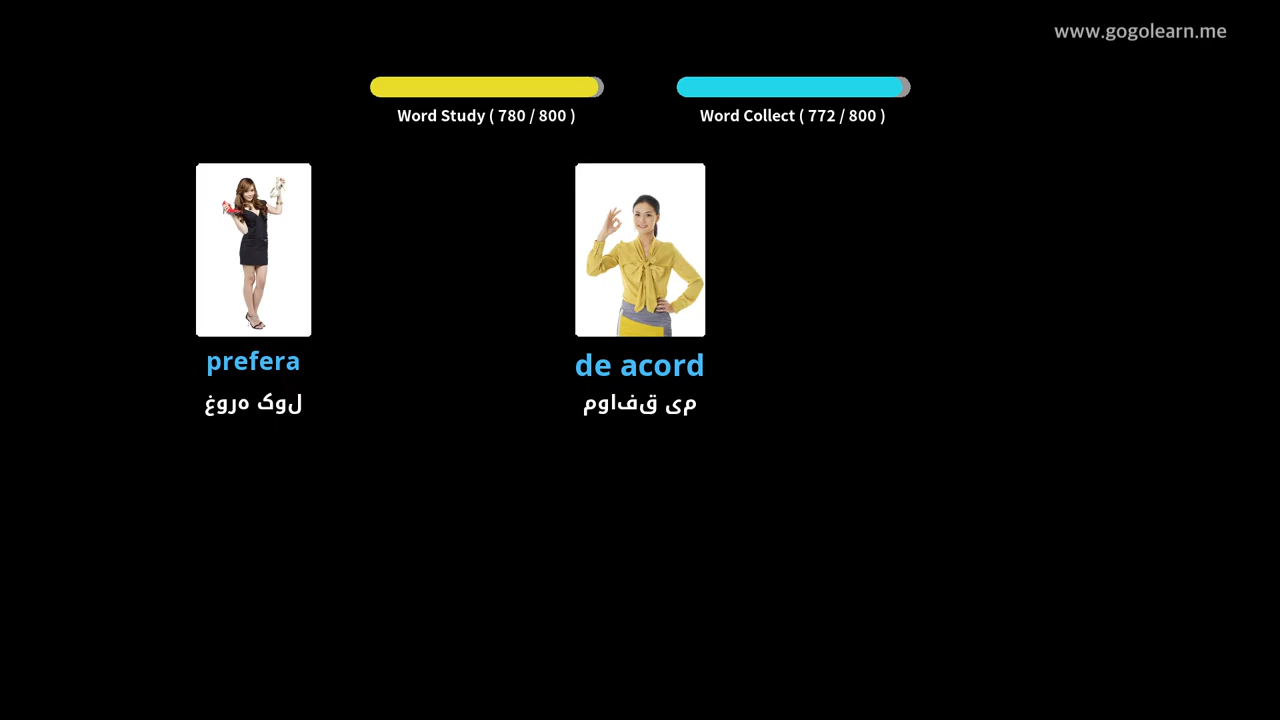 www.gogolearn.me
Word Study ( 780 / 800 )
Word Collect ( 772 / 800 )
prefera
لوک هروغ
de acord
می قفاوم